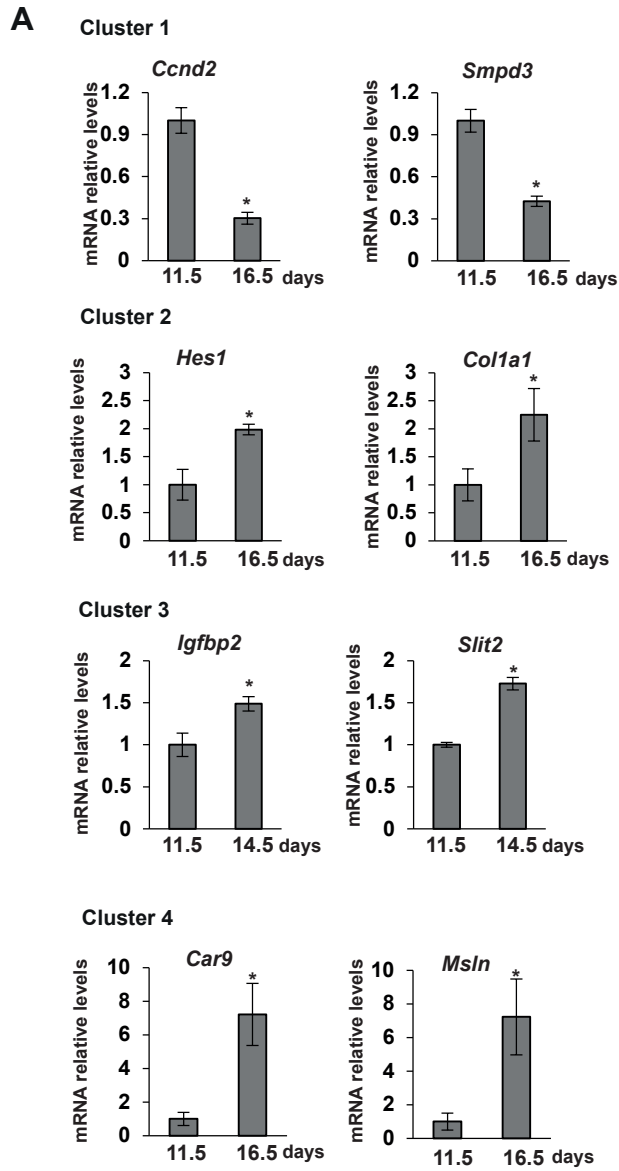 A
Cluster 1
Ccnd2
mRNA relative levels
1.2
0.9
0.6
0.3
0
*
11.5 16.5 days
Smpd3
mRNA relative levels
1.2
0.9
0.6
0.3
0
*
11.5 16.5 days
Cluster 2
Hes1
mRNA relative levels
3
2.5
2
1.5
1
0.5
0
*
11.5 16.5 days
Col1a1
mRNA relative levels
3
2.5
2
1.5
1
0.5
0
*
11.5 16.5 days
Cluster 3
Igfbp2
mRNA relative levels
2
1.5
1
0.5
0
*
11.5 14.5 days
Slit2
mRNA relative levels
2
1.5
1
0.5
0
*
11.5 14.5 days
Cluster 4
Car9
mRNA relative levels
10
8
6
4
2
0
*
11.5 16.5 days
Msln
mRNA relative levels
10
8
6
4
2
0
*
11.5 16.5 days